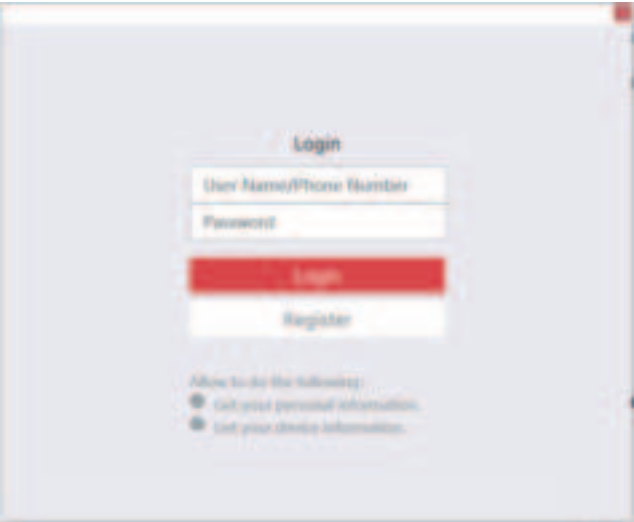 Login
User Name/Phone Number
Password
Login
Register
Allow to do the following:
Get your personal information.
Get your device information.